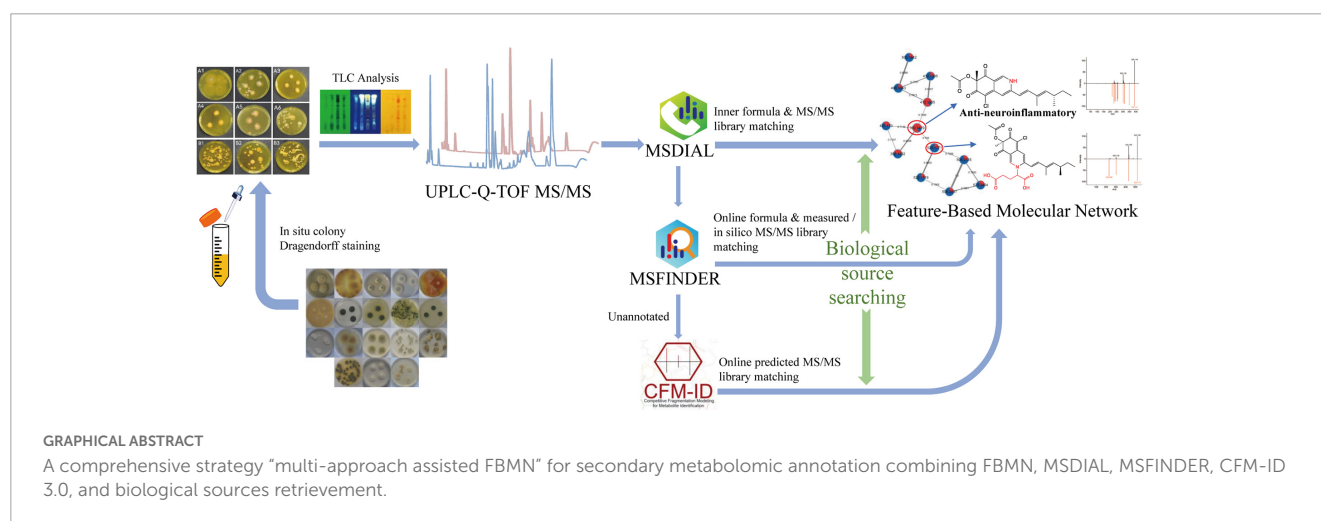 A1 A2 A3
A4 A5 A6
B1 B2 B3
TLC Analysis
UPLC-Q-TOF MS/MS
In situ colony
Dragendorff staining
MSDIAL
Inner formula & MS/MS
library matching
MSFINDER
Online formula & measured /
in silico MS/MS library
matching
Unannotated
CFM-ID
Competitive Fragmentation Modeling
for Metabolite Identification
Online predicted MS/MS
library matching
Biological
source
searching
O
O
O
O
Cl
NH
Anti-neuroinflammatory
O
O
O
O
Cl
N
HO
O
O
OH
Feature-Based Molecular Network
GRAPHICAL ABSTRACT
A comprehensive strategy “multi-approach assisted FBMN” for secondary metabolomic annotation combining FBMN, MSDIAL, MSFINDER, CFM-ID
3.0, and biological sources retrievement.